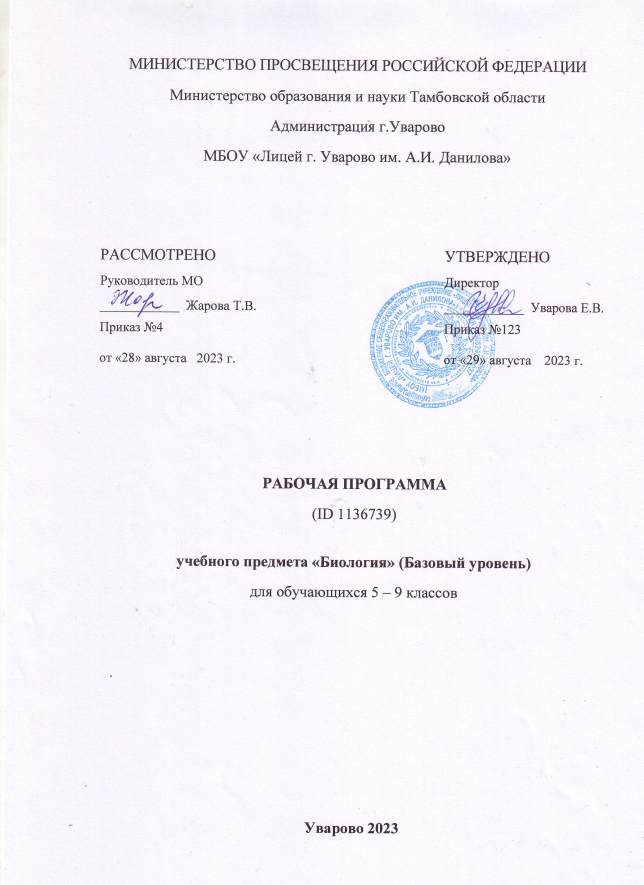 МИНИСТЕРСТВО ПРОСВЕЩЕНИЯ РОССИЙСКОЙ ФЕДЕРАЦИИ
Министерство образования и науки Тамбовской области
Администрация г.Уварово
МБОУ «Лицей г. Уварово им. А.И. Данилова»
РАССМОТРЕНО
Руководитель МО
Жарова Т.В.
Приказ №4
от «28» августа 2023 г.
УТВЕРЖДЕНО
Директор
Уварова Е.В.
Приказ №123
от «29» августа 2023 г.
РАБОЧАЯ ПРОГРАММА
(ID 1136739)
учебного предмета «Биология» (Базовый уровень)
для обучающихся 5 – 9 классов
Уварово 2023